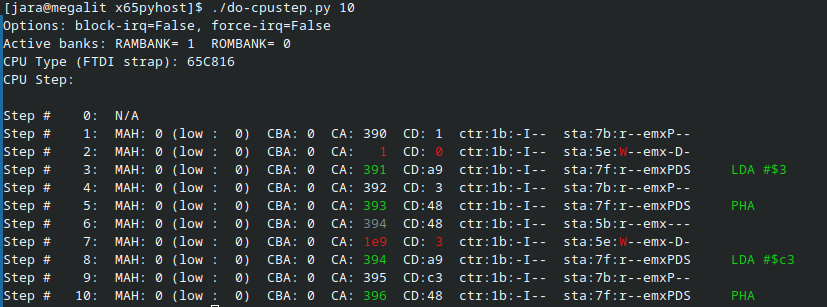 [jara@megalit x65pyhost]$ ./do-cpustep.py 10
Options: block-irq=False, force-irq=False
Active banks: RAMBANK= 1  ROMBANK= 0
CPU Type (FTDI strap): 65C816
CPU Step:

Step #    0:  N/A
Step #    1:  MAH: 0 (low :  0)  CBA: 0  CA: 390  CD: 1  ctr:1b:-I--  sta:7b:r--emxP--
Step #    2:  MAH: 0 (low :  0)  CBA: 0  CA:   1  CD: 0  ctr:1b:-I--  sta:5e:W--emx-D-
Step #    3:  MAH: 0 (low :  0)  CBA: 0  CA: 391  CD:a9  ctr:1b:-I--  sta:7f:r--emxPDS     LDA #$3
Step #    4:  MAH: 0 (low :  0)  CBA: 0  CA: 392  CD: 3  ctr:1b:-I--  sta:7b:r--emxP--
Step #    5:  MAH: 0 (low :  0)  CBA: 0  CA: 393  CD:48  ctr:1b:-I--  sta:7f:r--emxPDS     PHA
Step #    6:  MAH: 0 (low :  0)  CBA: 0  CA: 394  CD:48  ctr:1b:-I--  sta:5b:r--emx---
Step #    7:  MAH: 0 (low :  0)  CBA: 0  CA: 1e9  CD: 3  ctr:1b:-I--  sta:5e:W--emx-D-
Step #    8:  MAH: 0 (low :  0)  CBA: 0  CA: 394  CD:a9  ctr:1b:-I--  sta:7f:r--emxPDS     LDA #$c3
Step #    9:  MAH: 0 (low :  0)  CBA: 0  CA: 395  CD:c3  ctr:1b:-I--  sta:7b:r--emxP--
Step #   10:  MAH: 0 (low :  0)  CBA: 0  CA: 396  CD:48  ctr:1b:-I--  sta:7f:r--emxPDS     PHA